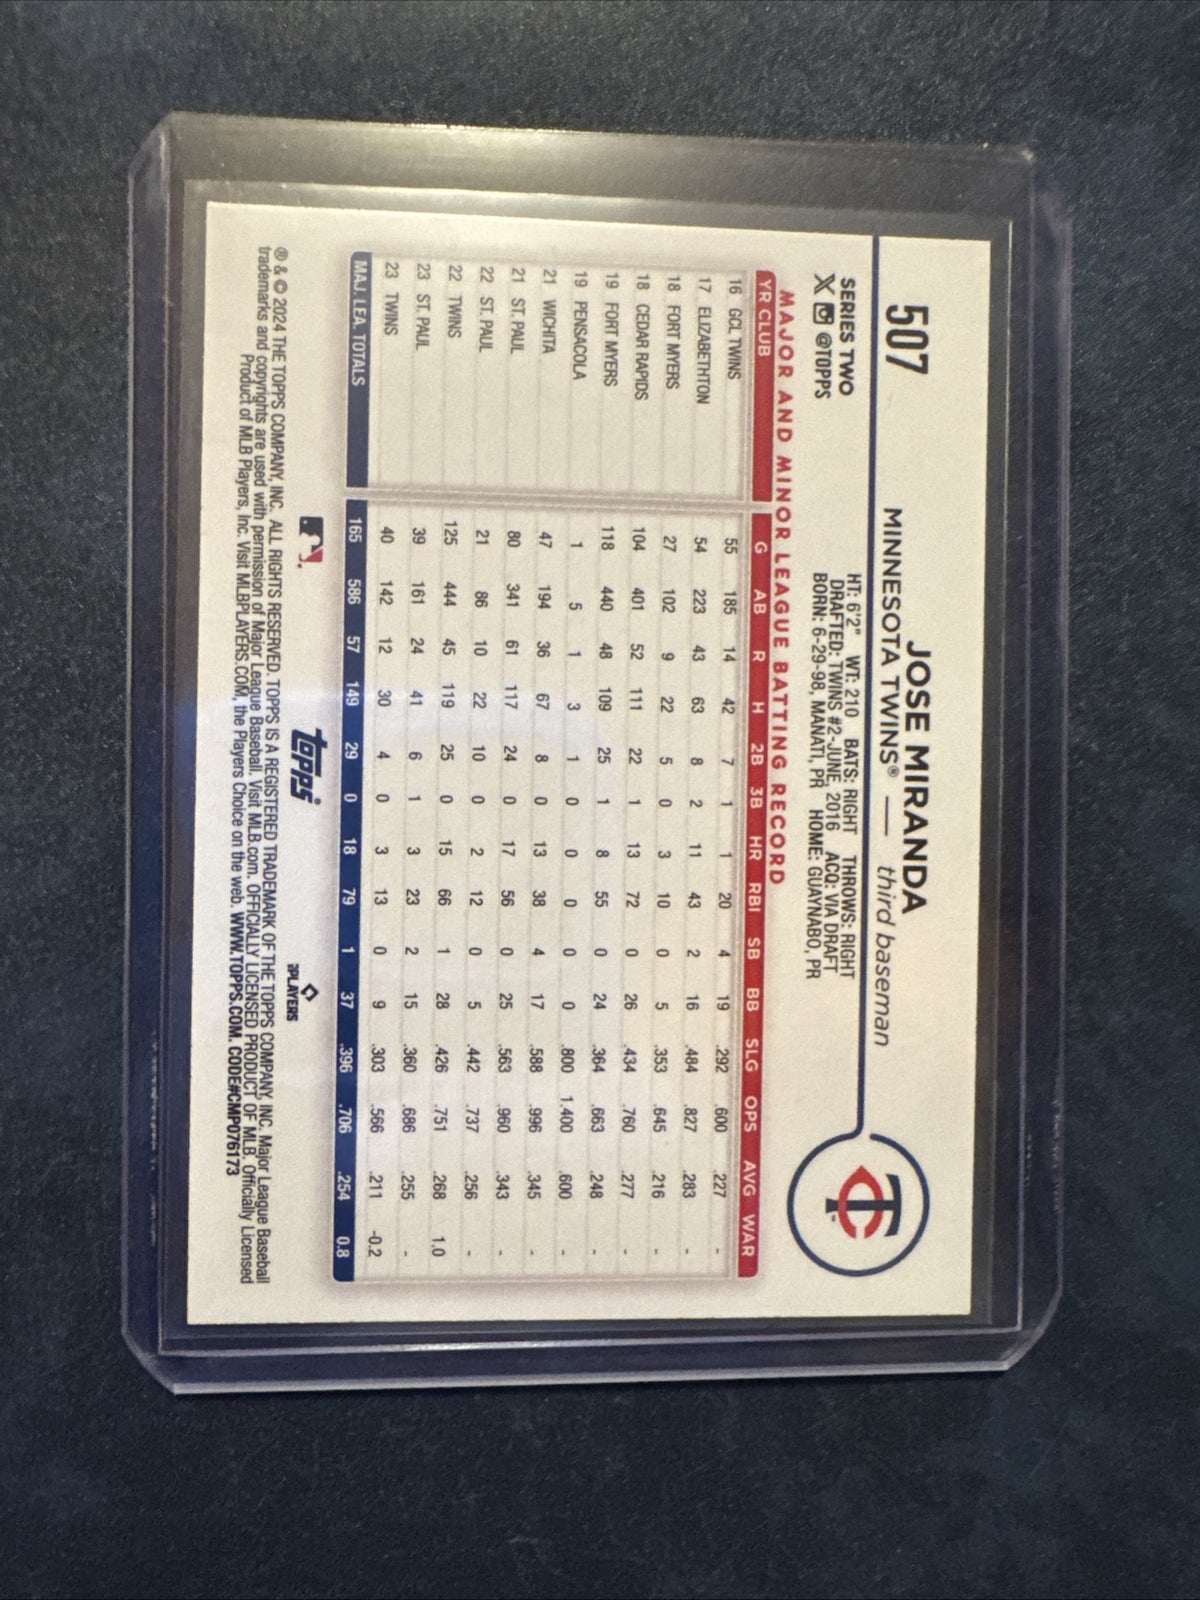 507
JOSE MIRANDA
MINNESOTA TWINS® — third baseman
SERIES TWO
X @TOPPS
HT: 6'2" WT: 210 BATS: RIGHT THROWS: RIGHT
DRAFTED: TWINS #2-JUNE, 2016 ACQ: VIA DRAFT
BORN: 6-29-98, MANATI, PR HOME: GUAYNABO, PR
TC
MAJOR AND MINOR LEAGUE BATTING RECORD
YR CLUB G AB R H 2B 3B HR RBI SB BB SLG OPS AVG WAR
16 GCL TWINS 55 185 14 42 7 1 1 20 4 19 .292 .600 .227 -
17 ELIZABETHTON 54 223 43 63 8 2 11 43 2 16 .484 .827 .283 -
18 FORT MYERS 27 102 9 22 5 0 3 10 0 5 .353 .645 .216 -
18 CEDAR RAPIDS 104 401 52 111 22 1 13 72 0 26 .434 .760 .277 -
19 FORT MYERS 118 440 48 109 25 1 8 55 0 24 .364 .663 .248 -
19 PENSACOLA 1 5 1 3 1 0 0 0 0 0 .800 1.400 .600 -
21 WICHITA 47 194 36 67 8 0 13 38 4 17 .588 .996 .345 -
21 ST. PAUL 80 341 61 117 24 0 17 56 0 25 .563 .960 .343 -
22 ST. PAUL 21 86 10 22 10 0 2 12 0 5 .442 .737 .256 -
22 TWINS 125 444 45 119 25 0 15 66 1 28 .426 .751 .268 1.0
23 ST. PAUL 39 161 24 41 6 1 3 23 2 15 .360 .686 .255 -
23 TWINS 40 142 12 30 4 0 3 13 0 9 .303 .566 .211 -0.2
MAJ. LEA. TOTALS 165 586 57 149 29 0 18 79 1 37 .396 .706 .254 0.8
topps
PLAYERS
® & © 2024 THE TOPPS COMPANY, INC. ALL RIGHTS RESERVED. TOPPS IS A REGISTERED TRADEMARK OF THE TOPPS COMPANY, INC. Major League Baseball
trademarks and copyrights are used with permission of Major League Baseball. Visit MLB.com. OFFICIALLY LICENSED PRODUCT OF MLB. Officially Licensed
Product of MLB Players, Inc. Visit MLBPLAYERS.COM, the Players Choice on the web. WWW.TOPPS.COM. CODE#CMP076173